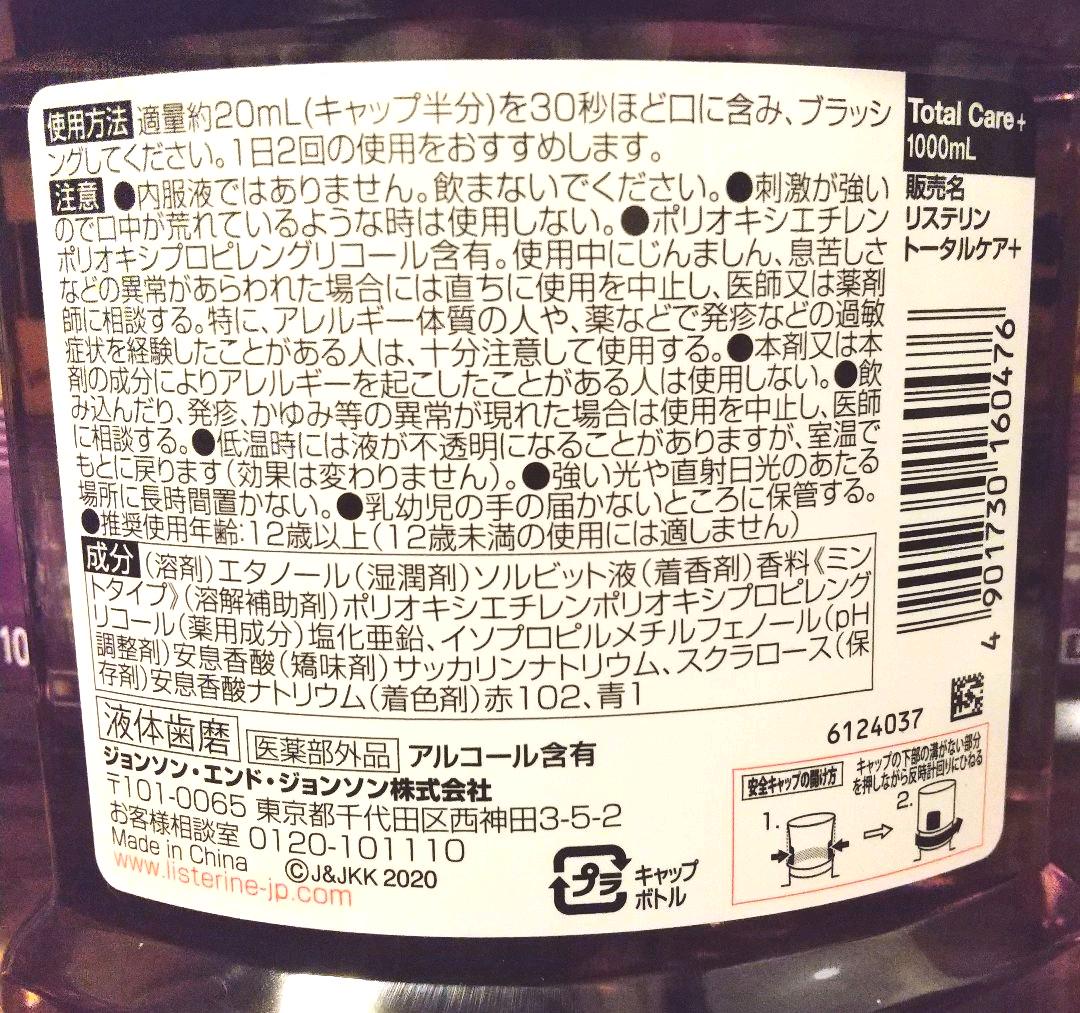 使用方法 適量約20mL(キャップ半分)を30秒ほど口に含み、ブラッシ
ングしてください。1日2回の使用をおすすめします。
注意 ●内服液ではありません。飲まないでください。●刺激が強い
ので口中が荒れているような時は使用しない。●ポリオキシエチレン
ポリオキシプロピレングリコール含有。使用中にじんましん、息苦しさ
などの異常があらわれた場合には直ちに使用を中止し、医師又は薬剤
師に相談する。特に、アレルギー体質の人や、薬などで発疹などの過敏
症状を経験したことがある人は、十分注意して使用する。●本剤又は本
剤の成分によりアレルギーを起こしたことがある人は使用しない。●飲
み込んだり、発疹、かゆみ等の異常が現れた場合は使用を中止し、医師
に相談する。●低温時には液が不透明になることがありますが、室温で
もとに戻ります(効果は変わりません)。●強い光や直射日光のあたる
場所に長時間置かない。●乳幼児の手の届かないところに保管する。
●推奨使用年齢:12歳以上(12歳未満の使用には適しません)
成分 (溶剤)エタノール(湿潤剤)ソルビット液(着香剤)香料《ミン
トタイプ》(溶解補助剤)ポリオキシエチレンポリオキシプロピレング
リコール(薬用成分)塩化亜鉛、イソプロピルメチルフェノール(pH
調整剤)安息香酸(矯味剤)サッカリンナトリウム、スクラロース(保
存剤)安息香酸ナトリウム(着色剤)赤102、青1
液体歯磨 医薬部外品 アルコール含有
ジョンソン・エンド・ジョンソン株式会社
〒101-0065 東京都千代田区西神田3-5-2
お客様相談室 0120-101110
Made in China ©J&JKK 2020
www.listerine-jp.com
プラ
キャップ
ボトル
Total Care+
1000mL
販売名
リステリン
トータルケア+
4 901730 160476
6124037
安全キャップの開け方
キャップの下部の溝がない部分
を押しながら反時計回りにひねる
1.
2.
10